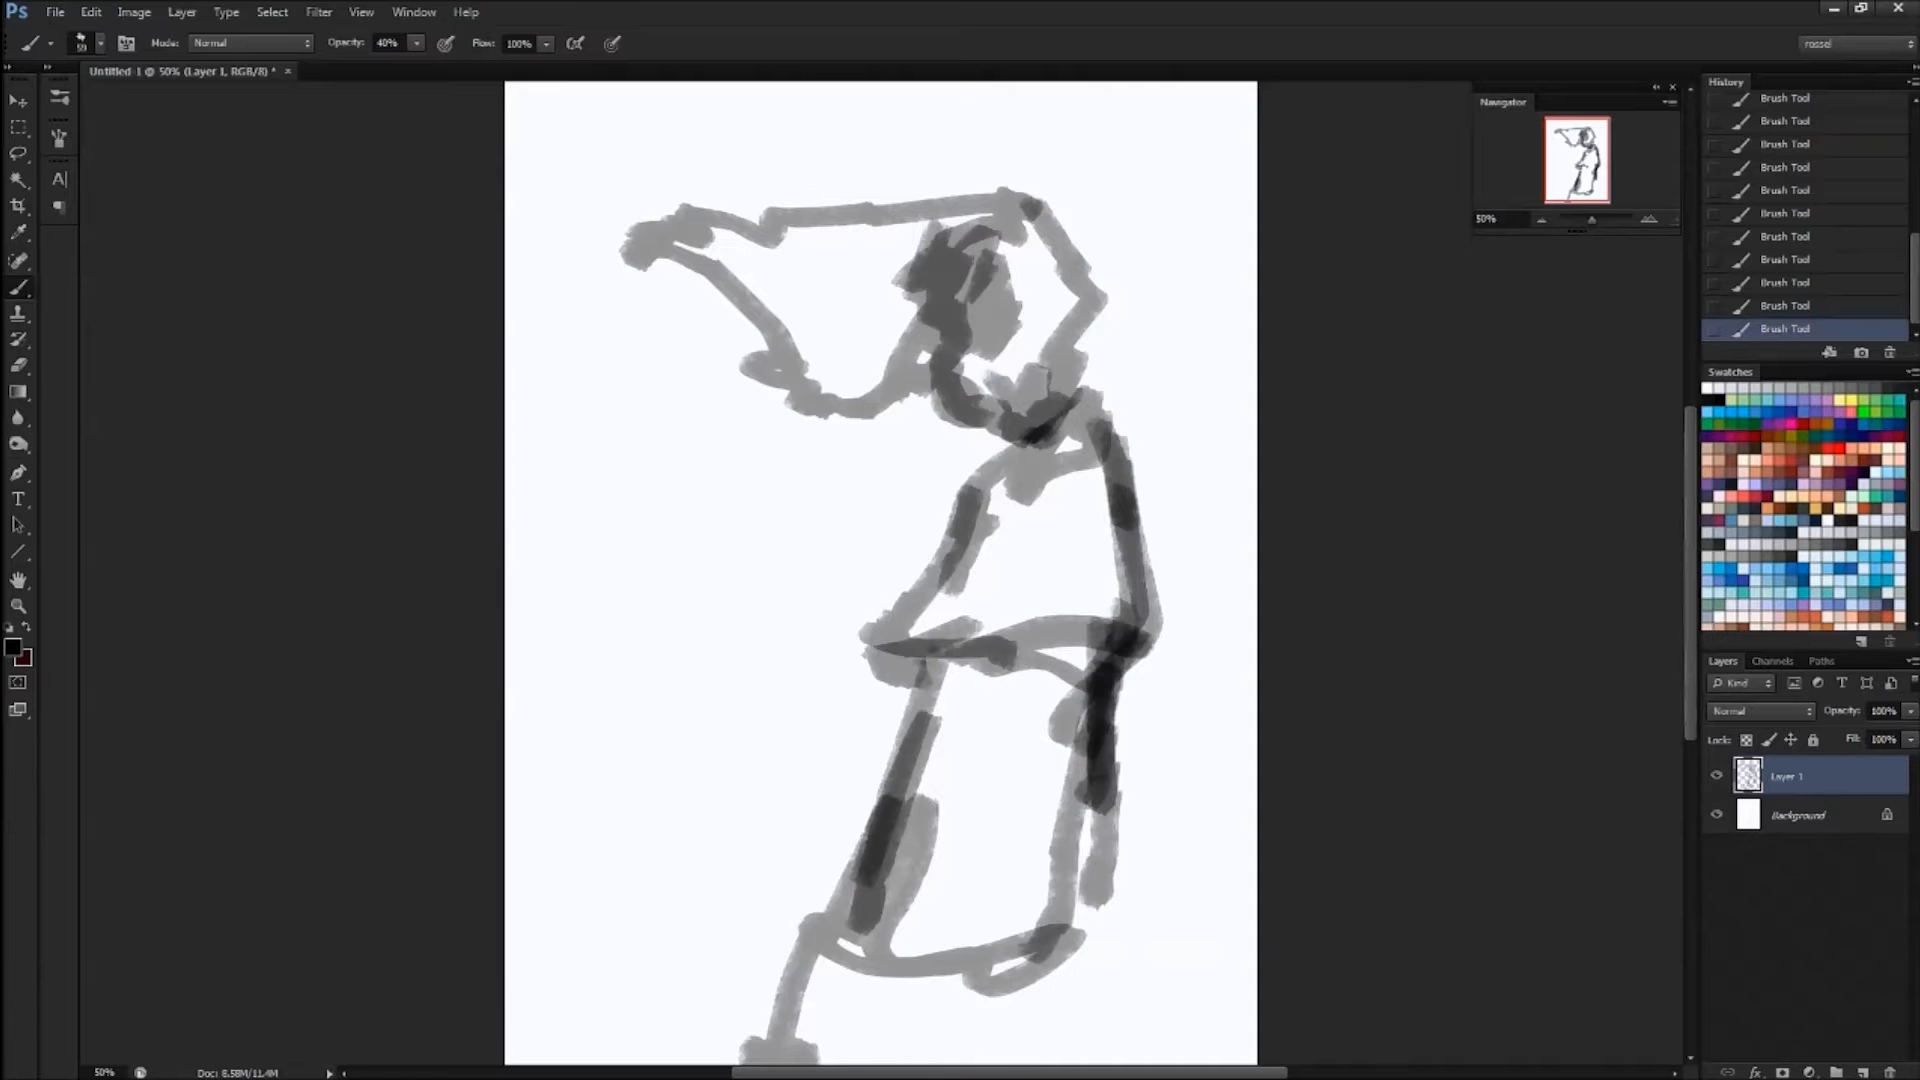 Ps File Edit Image Layer Type Select Filter View Window Help
Mode: Normal Opacity: 40% Flow: 100% rossel
Untitled-1 @ 50% (Layer 1, RGB/8) * ×
History
Brush Tool
Brush Tool
Brush Tool
Brush Tool
Brush Tool
Brush Tool
Brush Tool
Brush Tool
Brush Tool
Brush Tool
Brush Tool
Navigator
50%
Swatches
Layers Channels Paths
Kind
Normal Opacity: 100%
Lock: Fill: 100%
Layer 1
Background
50% Doc: 8.58M/11.4M